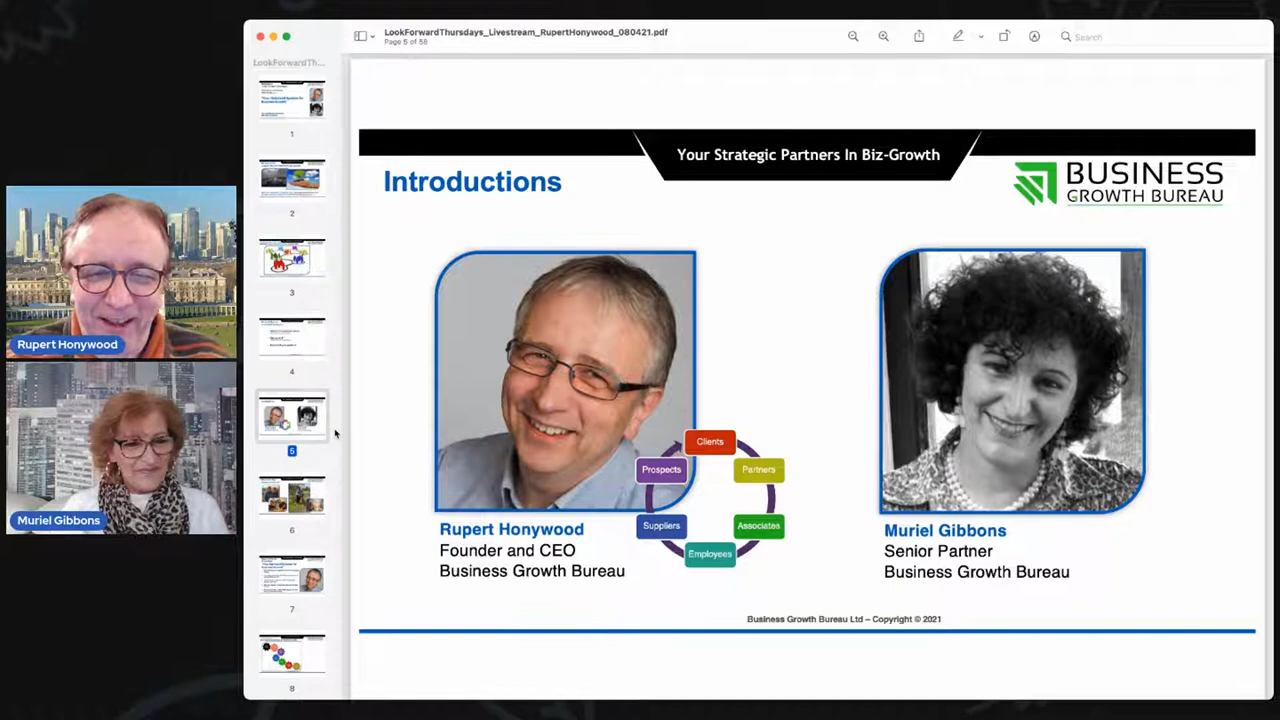 LookForwardThursdays_Livestream_RupertHonywood_080421.pdf
Page 5 of 58
Search
LookForwardTh...
1
2
3
4
5
6
7
8
Rupert Honywood
Muriel Gibbons
Your Strategic Partners In Biz-Growth
Introductions
BUSINESS
GROWTH BUREAU
Clients
Prospects
Partners
Suppliers
Associates
Employees
Rupert Honywood
Founder and CEO
Business Growth Bureau
Muriel Gibbons
Senior Partner
Business Growth Bureau
Business Growth Bureau Ltd – Copyright © 2021